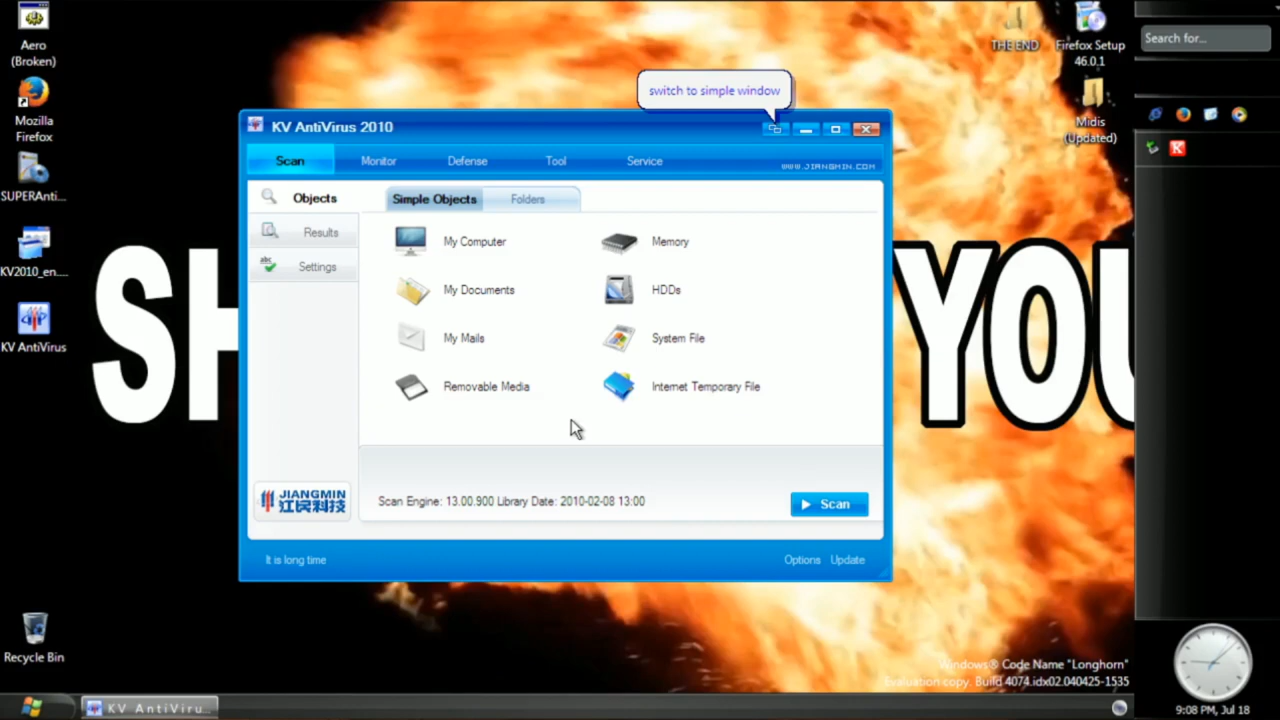 Aero
(Broken)
Mozilla
Firefox
SUPERAnti...
KV2010_en....
KV AntiVirus
Recycle Bin
THE END
Firefox Setup
46.0.1
Midis
(Updated)
Search for...
switch to simple window
KV AntiVirus 2010
Scan
Monitor
Defense
Tool
Service
WWW.JIANGMIN.COM
Objects
Results
Settings
Simple Objects
Folders
My Computer
Memory
My Documents
HDDs
My Mails
System File
Removable Media
Internet Temporary File
JIANGMIN
江民科技
Scan Engine: 13.00.900 Library Date: 2010-02-08 13:00
Scan
It is long time
Options
Update
SH
YOU
Windows® Code Name "Longhorn"
Evaluation copy. Build 4074.idx02.040425-1535
KV AntiViru...
9:08 PM, Jul 18